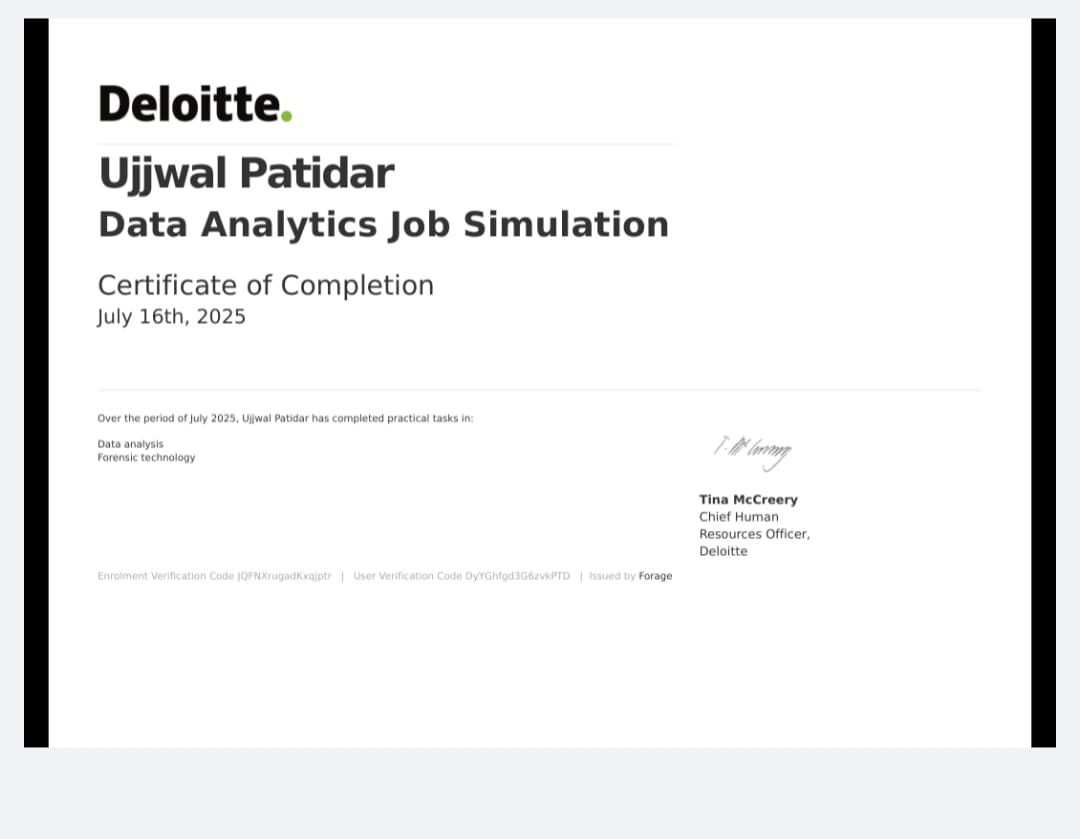 Deloitte.
Ujjwal Patidar
Data Analytics Job Simulation
Certificate of Completion
July 16th, 2025
Over the period of July 2025, Ujjwal Patidar has completed practical tasks in:
Data analysis
Forensic technology
T. McCreery
Tina McCreery
Chief Human
Resources Officer,
Deloitte
Enrolment Verification Code JQFNXrugadKxqjptr | User Verification Code DyYGhfgd3G6zvkPTD | Issued by Forage